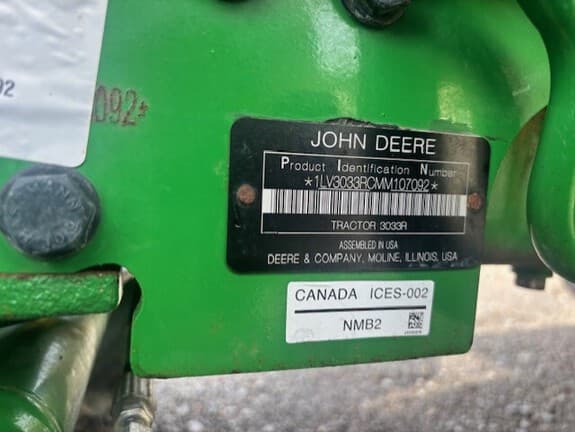 92
092*
JOHN DEERE
Product Identification Number
*1LV3033RCMM107092*
TRACTOR 3033R
ASSEMBLED IN USA
DEERE & COMPANY, MOLINE, ILLINOIS, USA
CANADA ICES-002
NMB2